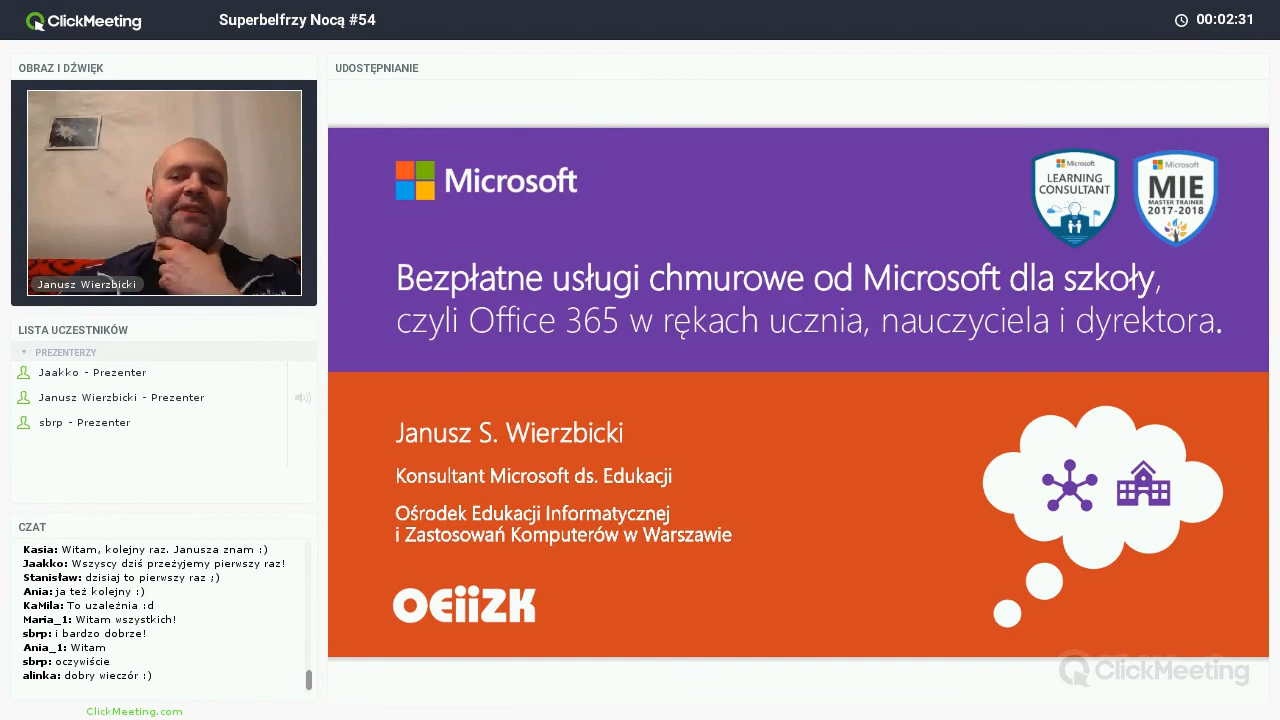 ClickMeeting
Superbelfrzy Nocą #54
00:02:31
OBRAZ I DŹWIĘK
Janusz Wierzbicki
LISTA UCZESTNIKÓW
PREZENTERZY
Jaakko - Prezenter
Janusz Wierzbicki - Prezenter
sbrp - Prezenter
CZAT
Kasia: Witam, kolejny raz. Janusza znam :)
Jaakko: Wszyscy dziś przeżyjemy pierwszy raz!
Stanisław: dzisiaj to pierwszy raz ;)
Ania: ja też kolejny :)
KaMila: To uzależnia :d
Maria_1: Witam wszystkich!
sbrp: i bardzo dobrze!
Ania_1: Witam
sbrp: oczywiście
alinka: dobry wieczór :)
ClickMeeting.com
UDOSTĘPNIANIE
Microsoft
Microsoft
LEARNING
CONSULTANT
Microsoft
MIE
MASTER TRAINER
2017-2018
Bezpłatne usługi chmurowe od Microsoft dla szkoły,
czyli Office 365 w rękach ucznia, nauczyciela i dyrektora.
Janusz S. Wierzbicki
Konsultant Microsoft ds. Edukacji
Ośrodek Edukacji Informatycznej
i Zastosowań Komputerów w Warszawie
OEiiZK
ClickMeeting